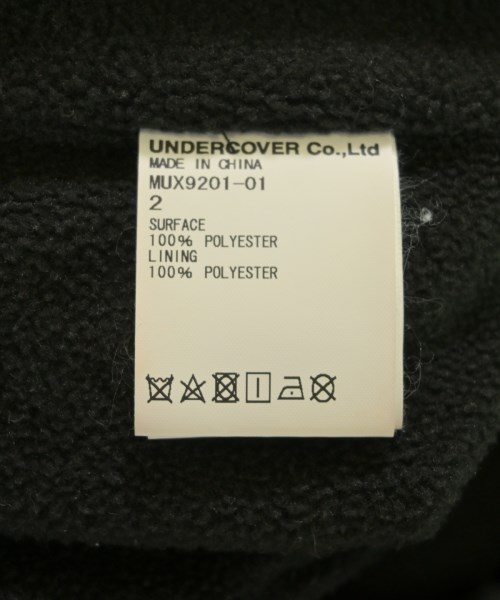 UNDERCOVER Co.,Ltd
MADE IN CHINA
MUX9201-01
2
SURFACE
100% POLYESTER
LINING
100% POLYESTER